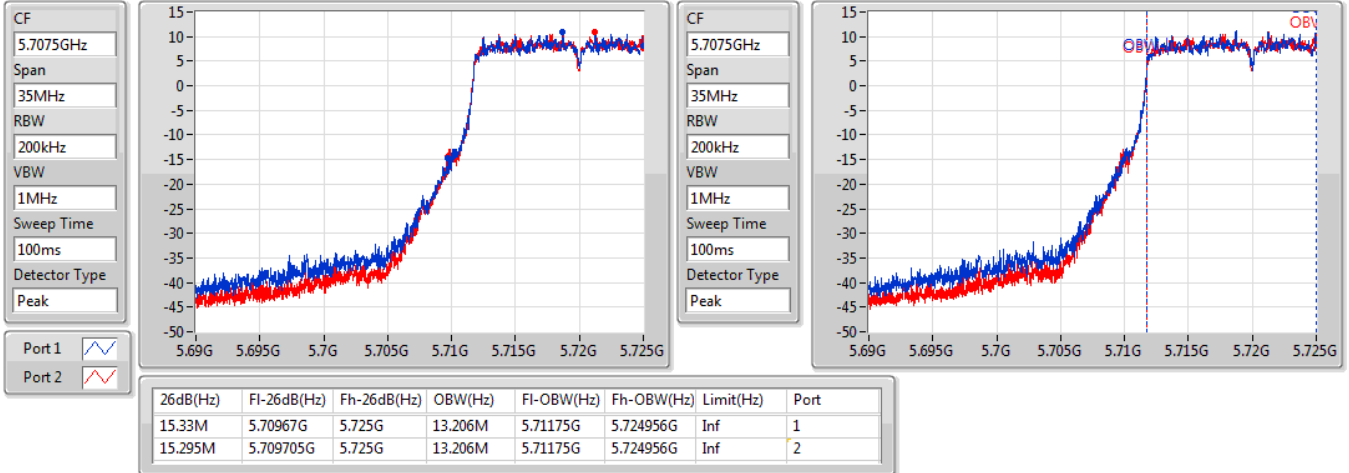 CF
5.7075GHz
Span
35MHz
RBW
200kHz
VBW
1MHz
Sweep Time
100ms
Detector Type
Peak
Port 1
Port 2
15
10
5
0
-5
-10
-15
-20
-25
-30
-35
-40
-45
-50
5.69G 5.695G 5.7G 5.705G 5.71G 5.715G 5.72G 5.725G
CF
5.7075GHz
Span
35MHz
RBW
200kHz
VBW
1MHz
Sweep Time
100ms
Detector Type
Peak
15
10
5
0
-5
-10
-15
-20
-25
-30
-35
-40
-45
-50
5.69G 5.695G 5.7G 5.705G 5.71G 5.715G 5.72G 5.725G
26dB(Hz) Fl-26dB(Hz) Fh-26dB(Hz) OBW(Hz) Fl-OBW(Hz) Fh-OBW(Hz) Limit(Hz) Port
15.33M 5.70967G 5.725G 13.206M 5.71175G 5.724956G Inf 1
15.295M 5.709705G 5.725G 13.206M 5.71175G 5.724956G Inf 2